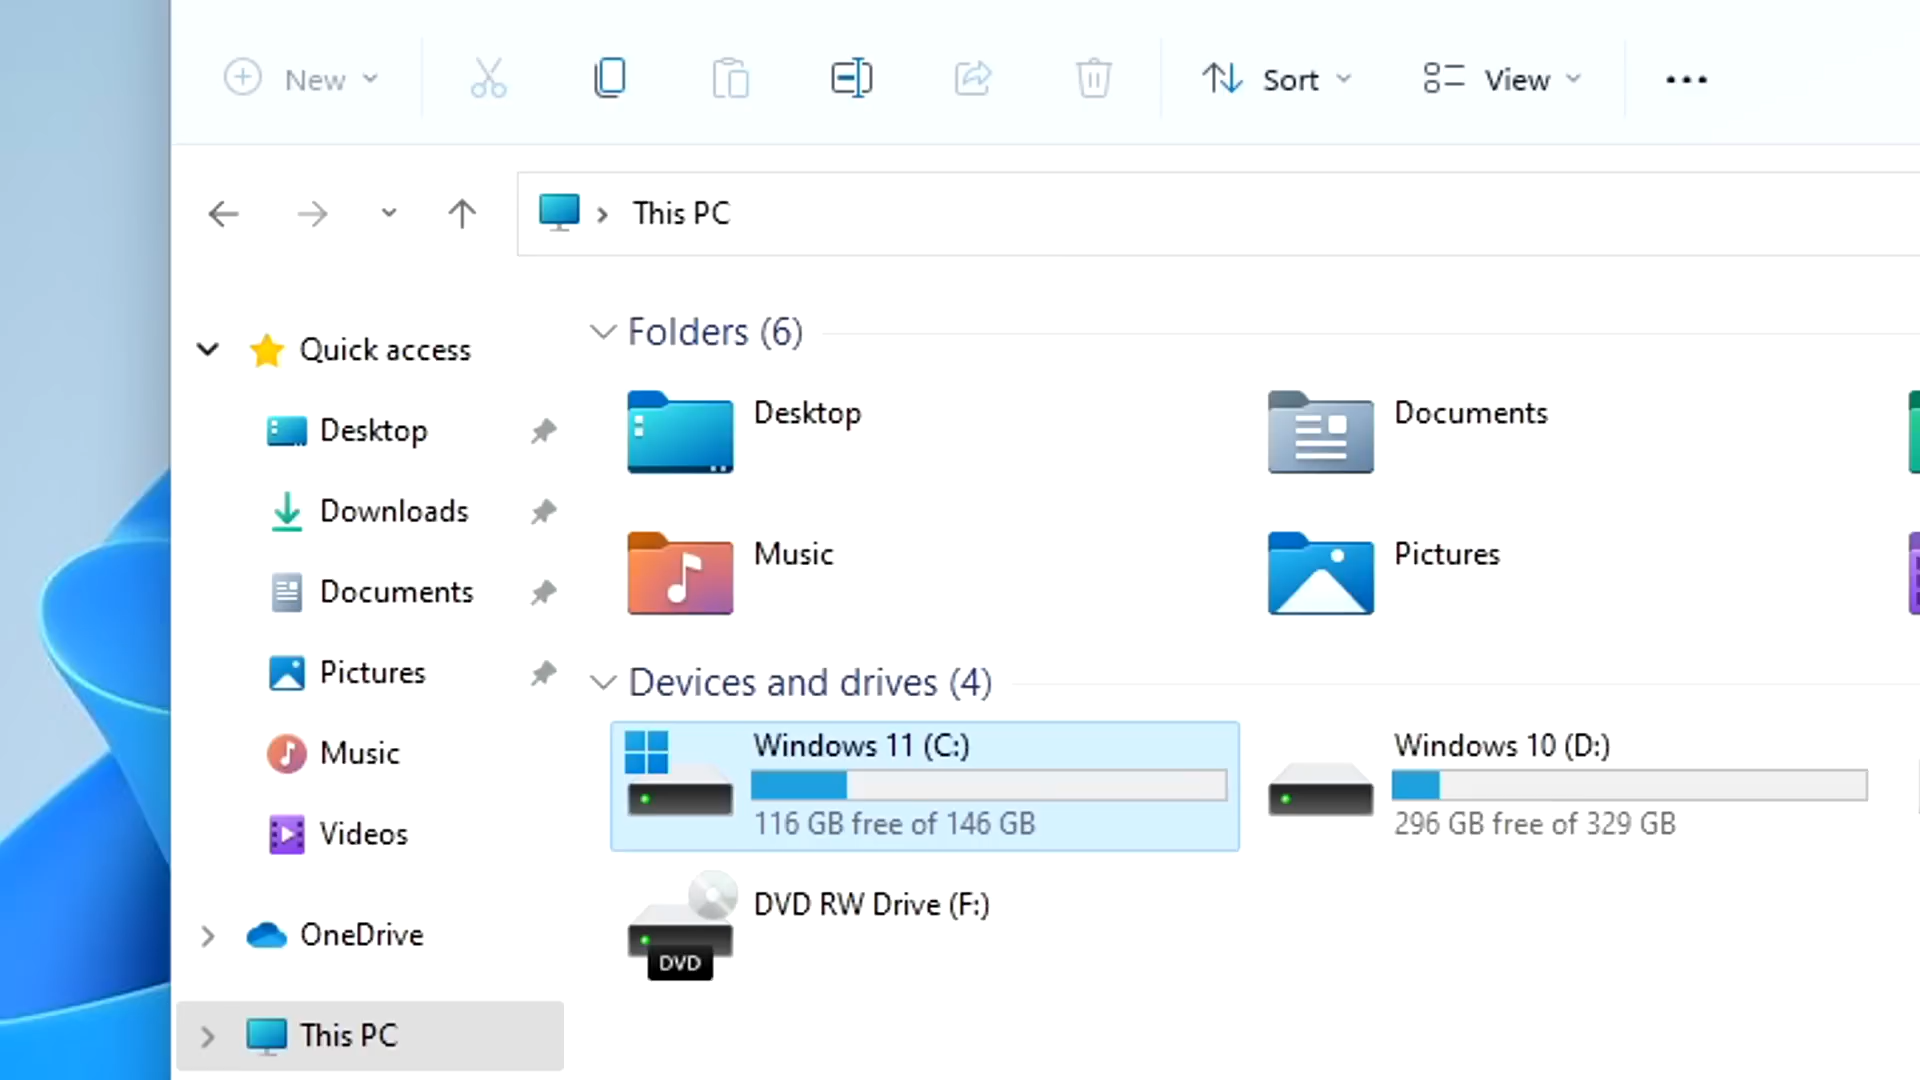 New
Sort
View
This PC
Quick access
Desktop
Downloads
Documents
Pictures
Music
Videos
OneDrive
This PC
Folders (6)
Desktop
Documents
Music
Pictures
Devices and drives (4)
Windows 11 (C:)
116 GB free of 146 GB
Windows 10 (D:)
296 GB free of 329 GB
DVD RW Drive (F:)
DVD